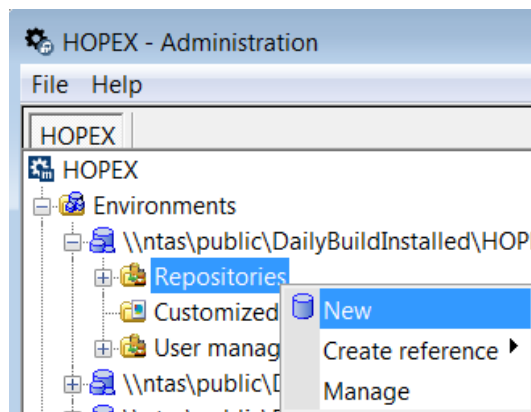 HOPEX - Administration
File Help
HOPEX
HOPEX
Environments
\\ntas\public\DailyBuildInstalled\HOP
Repositories
Customized New
User manag Create reference
\\ntas\public\ Manage